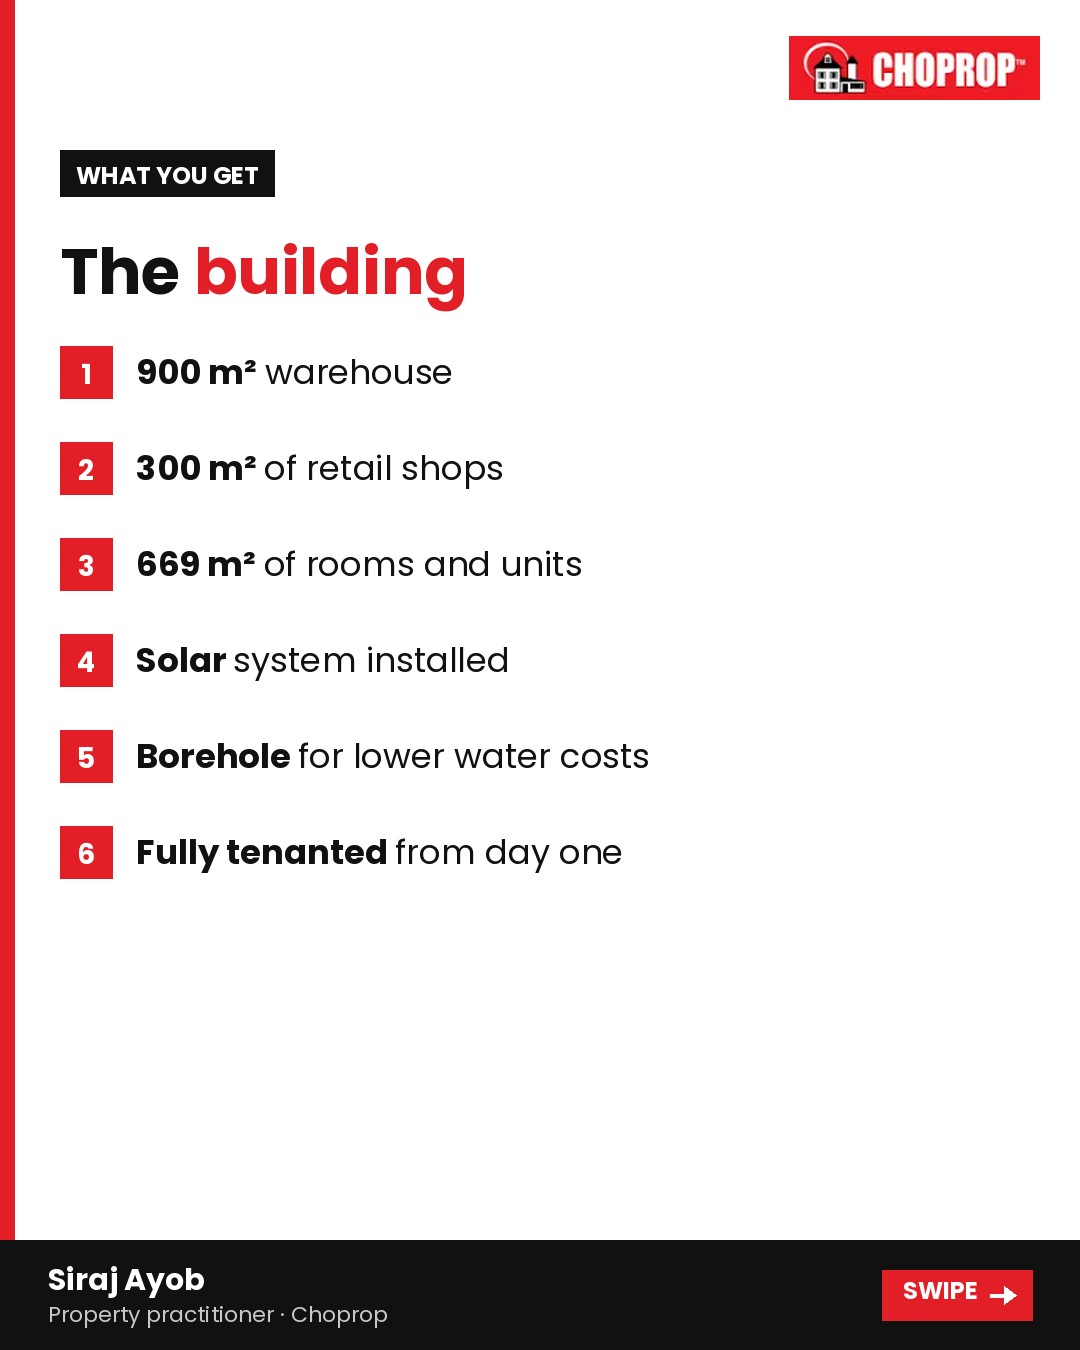 CHOPROP™
WHAT YOU GET
The building
1 900 m² warehouse
2 300 m² of retail shops
3 669 m² of rooms and units
4 Solar system installed
5 Borehole for lower water costs
6 Fully tenanted from day one
Siraj Ayob
Property practitioner · Choprop
SWIPE